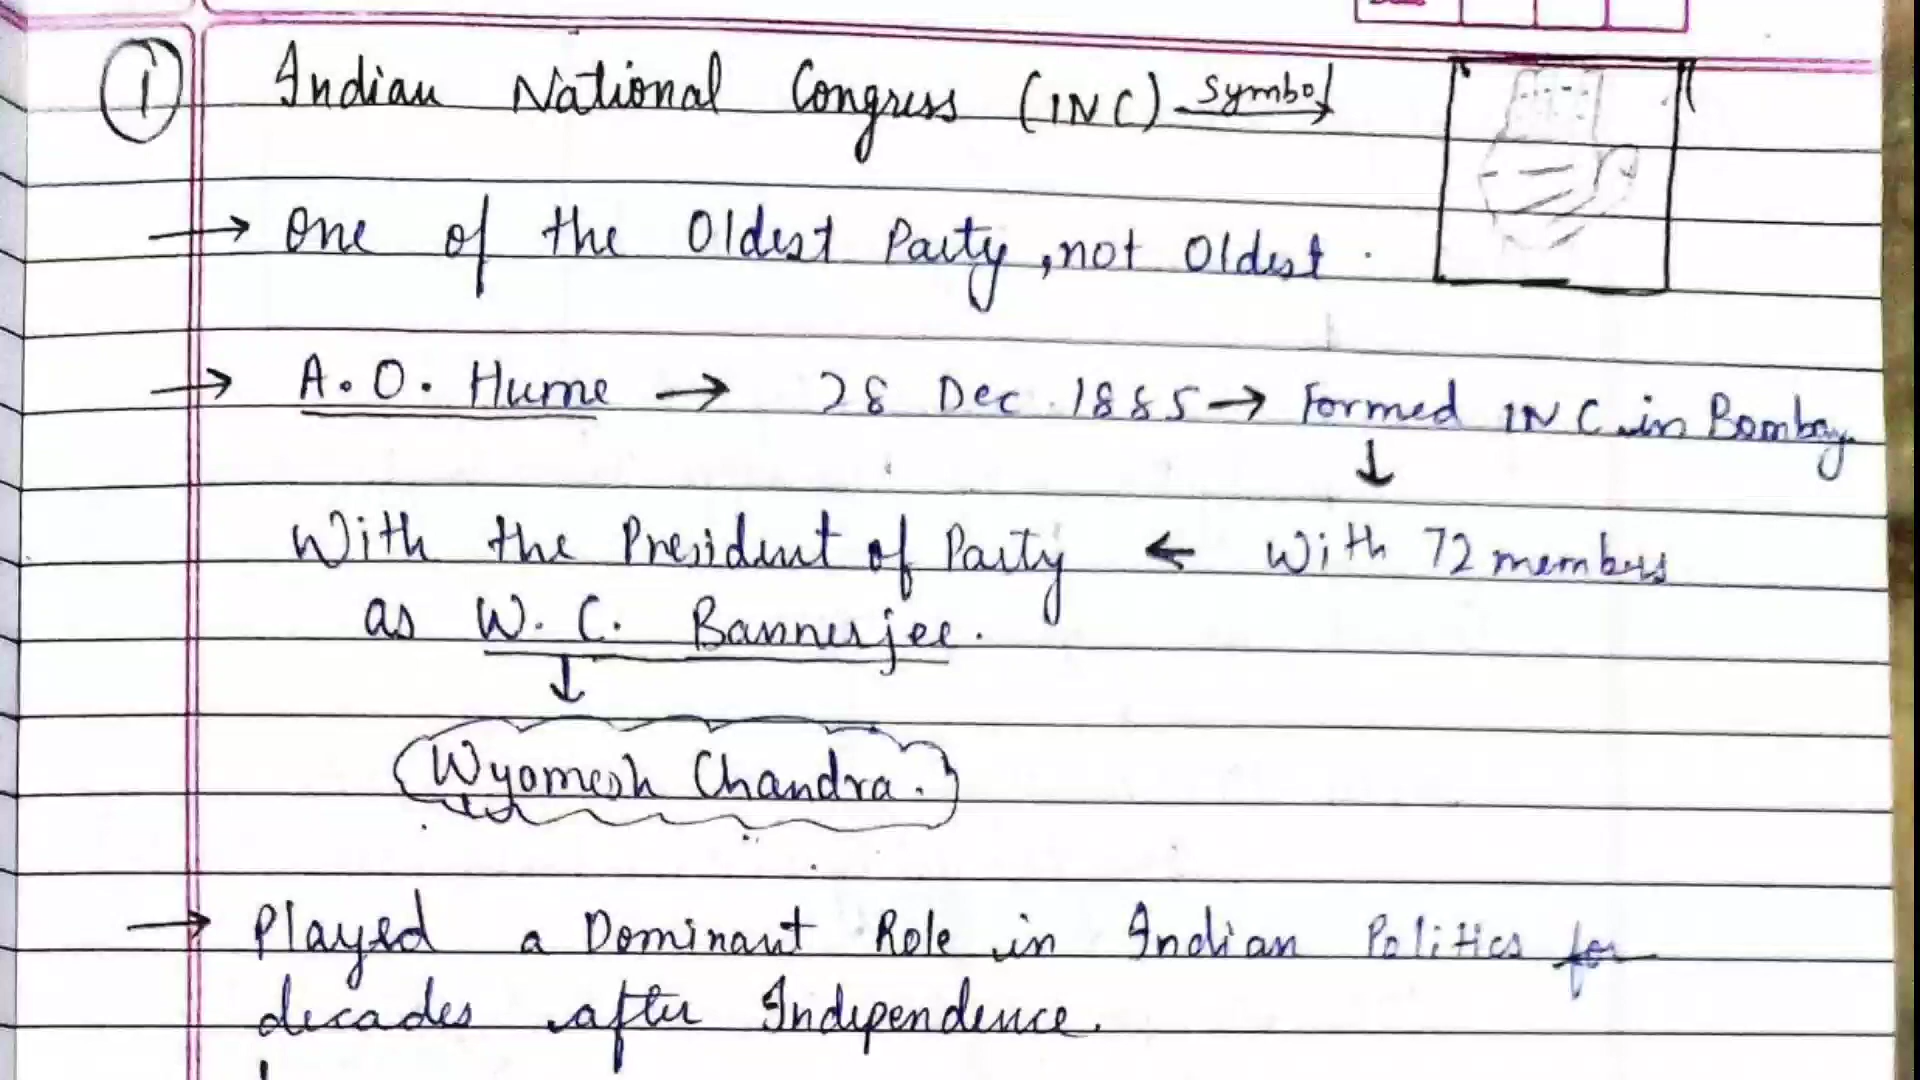 1 Indian National Congress (INC) Symbol →
→ One of the Oldest Party, not Oldest.
→ A.O. Hume → 28 Dec. 1885 → Formed INC in Bombay
↓
With the President of Party ← With 72 members
as W. C. Bannerjee.
↓
Wyomesh Chandra.
→ Played a Dominant Role in Indian Politics for
decades after Independence.